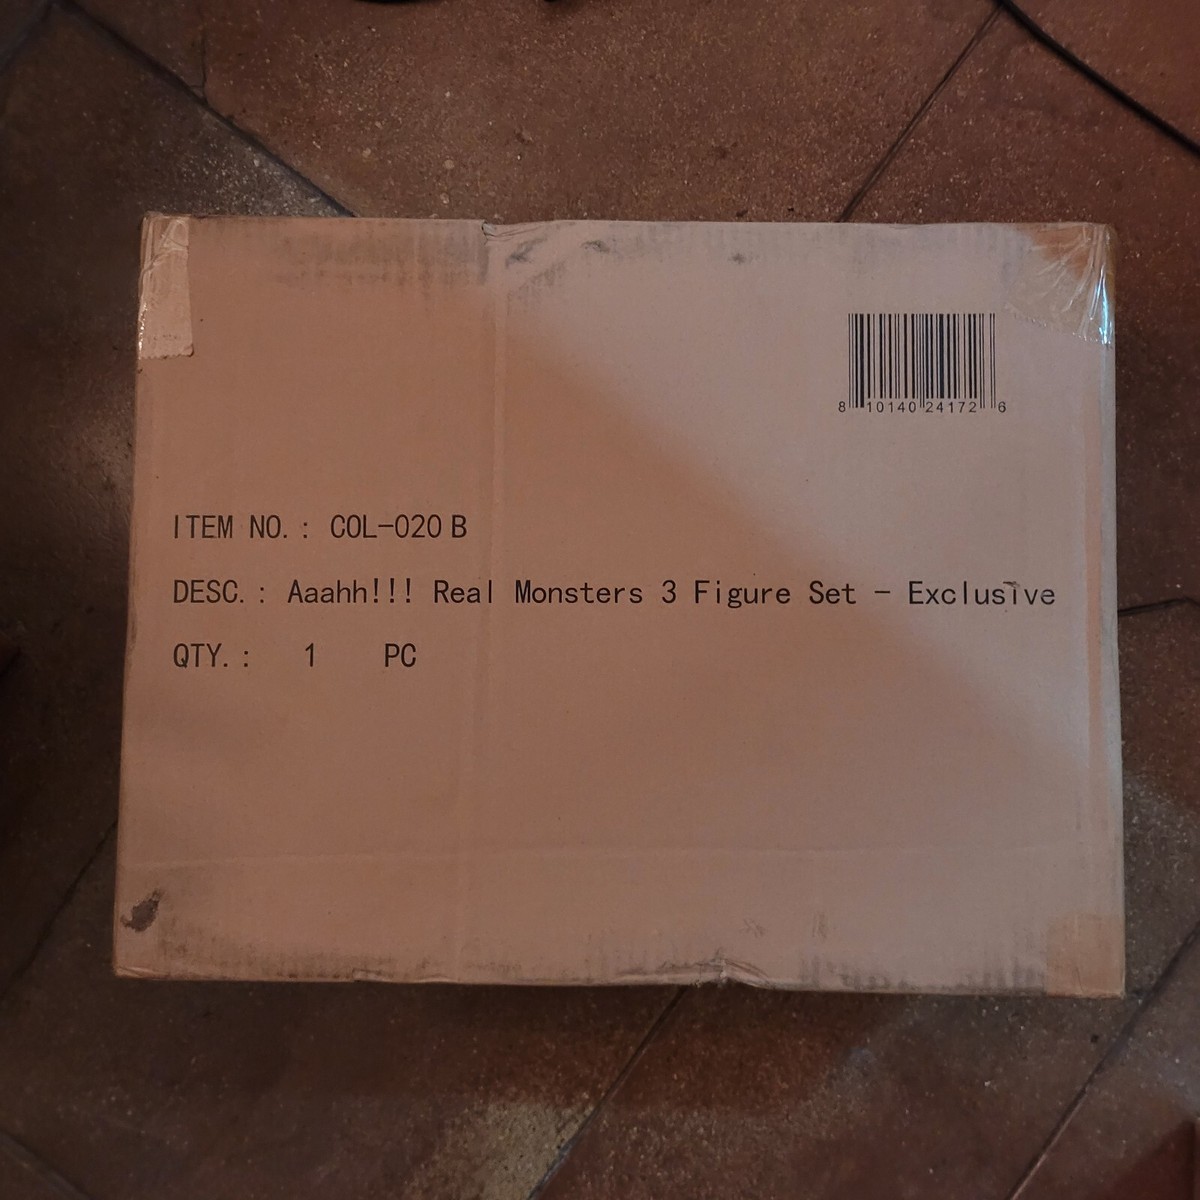 8 10140 24172 6
ITEM NO.: COL-020 B
DESC.: Aaahh!!! Real Monsters 3 Figure Set - Exclusive
QTY.: 1 PC